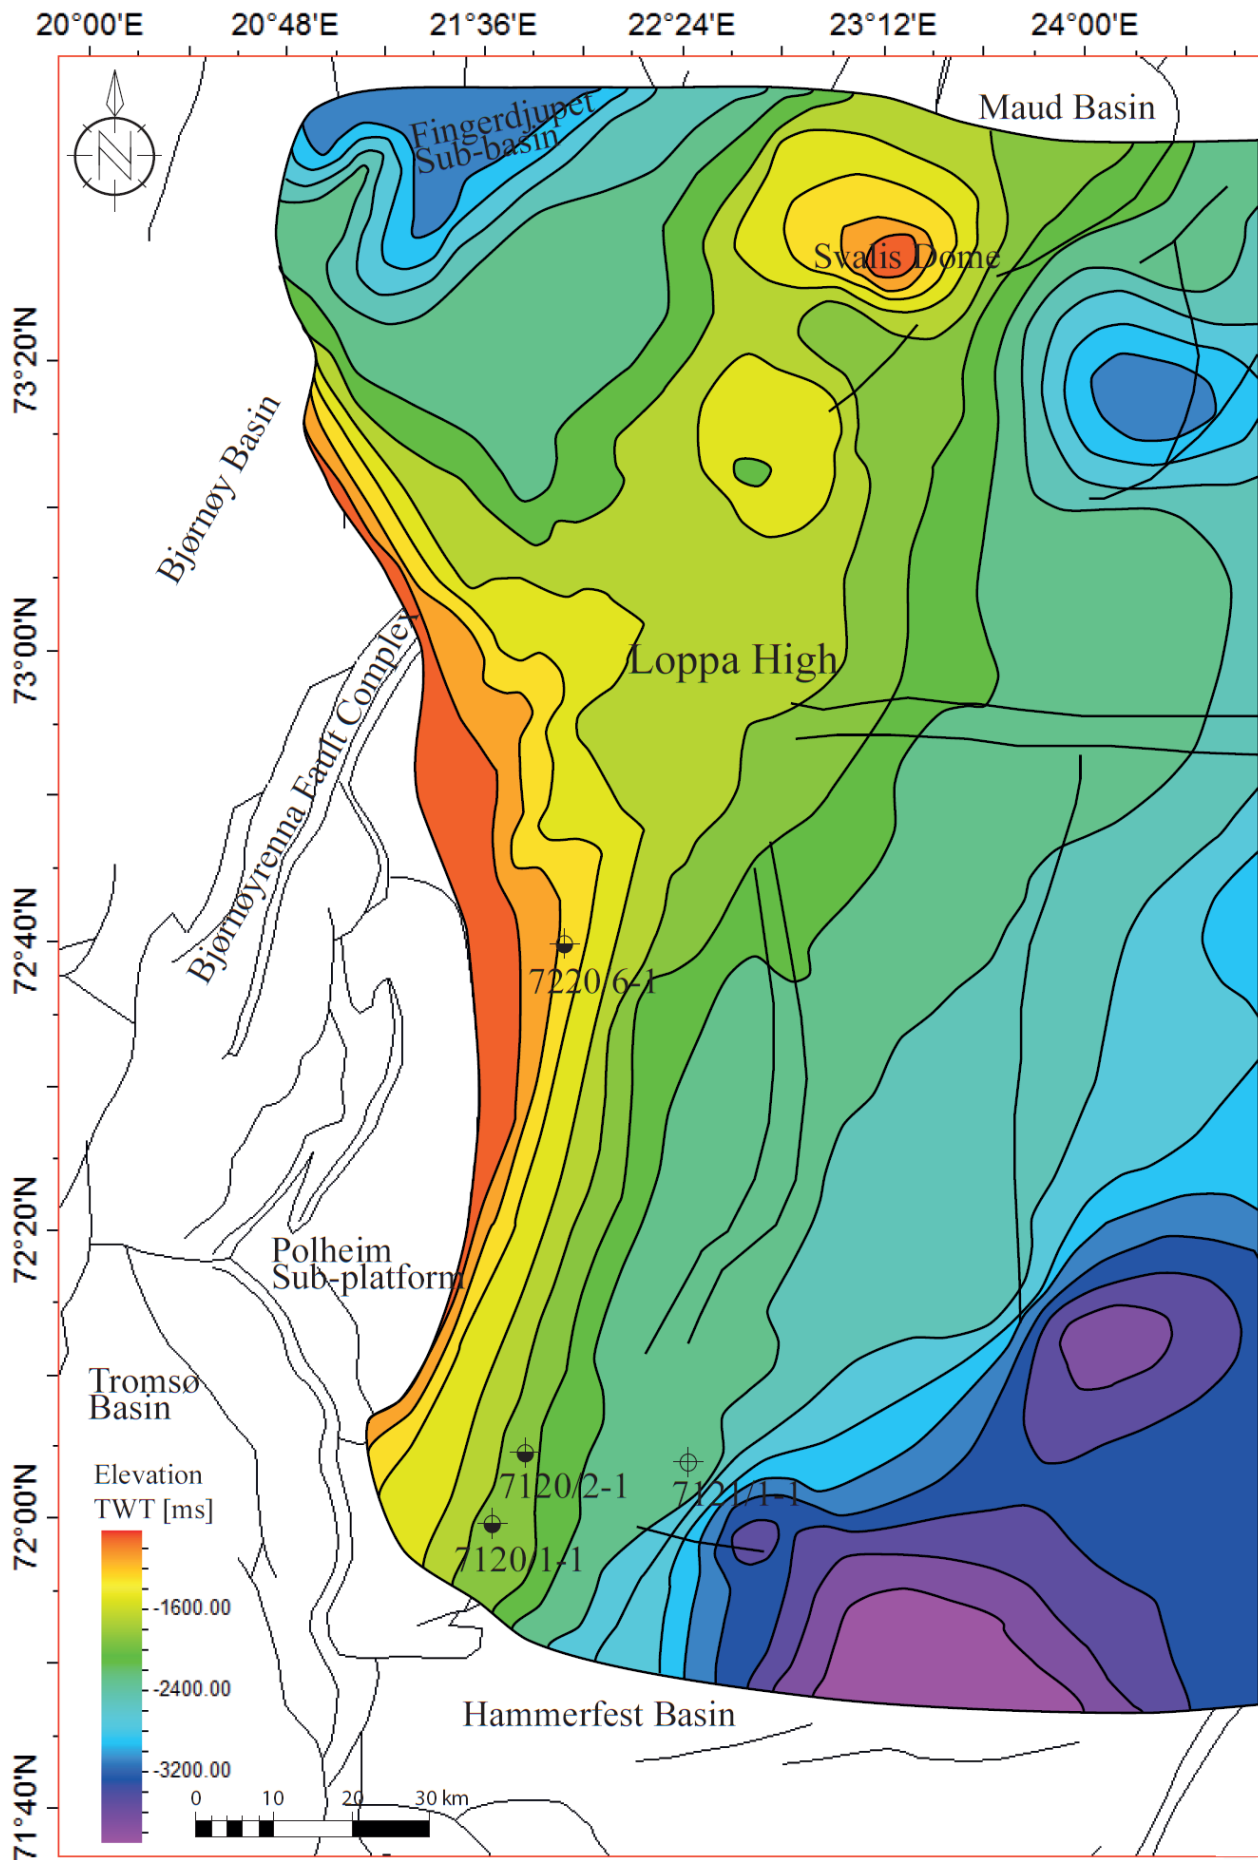 20°00'E 20°48'E 21°36'E 22°24'E 23°12'E 24°00'E
Maud Basin
Fingerdjupet
Sub-basin
N
Svalis Dome
73°20'N
Bjørnøy Basin
73°00'N
Loppa High
Bjørnøyrenna Fault Complex
72°40'N
7220/6-1
72°20'N
Polheim
Sub-platform
Tromsø
Basin
7120/2-1
7121/1-1
72°00'N
7120/1-1
Elevation
TWT [ms]
-1600.00
-2400.00
-3200.00
Hammerfest Basin
0 10 20 30 km
71°40'N